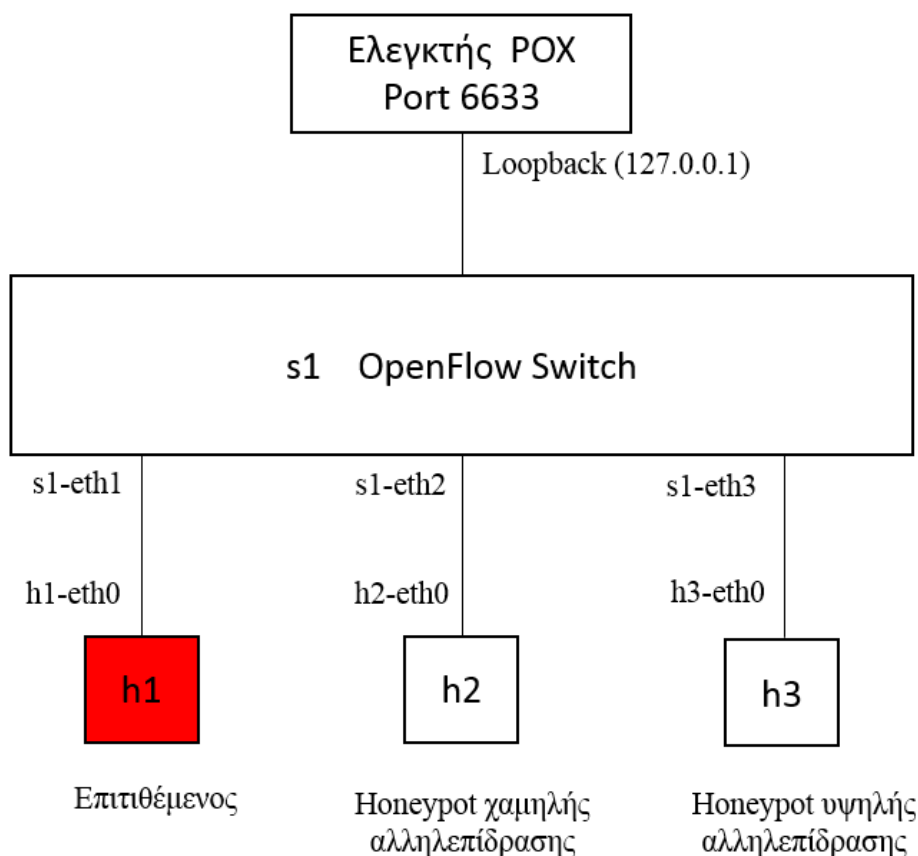 Ελεγκτής POX
Port 6633
Loopback (127.0.0.1)
s1 OpenFlow Switch
s1-eth1
s1-eth2
s1-eth3
h1-eth0
h2-eth0
h3-eth0
h1
h2
h3
Επιτιθέμενος
Honeypot χαμηλής
αλληλεπίδρασης
Honeypot υψηλής
αλληλεπίδρασης